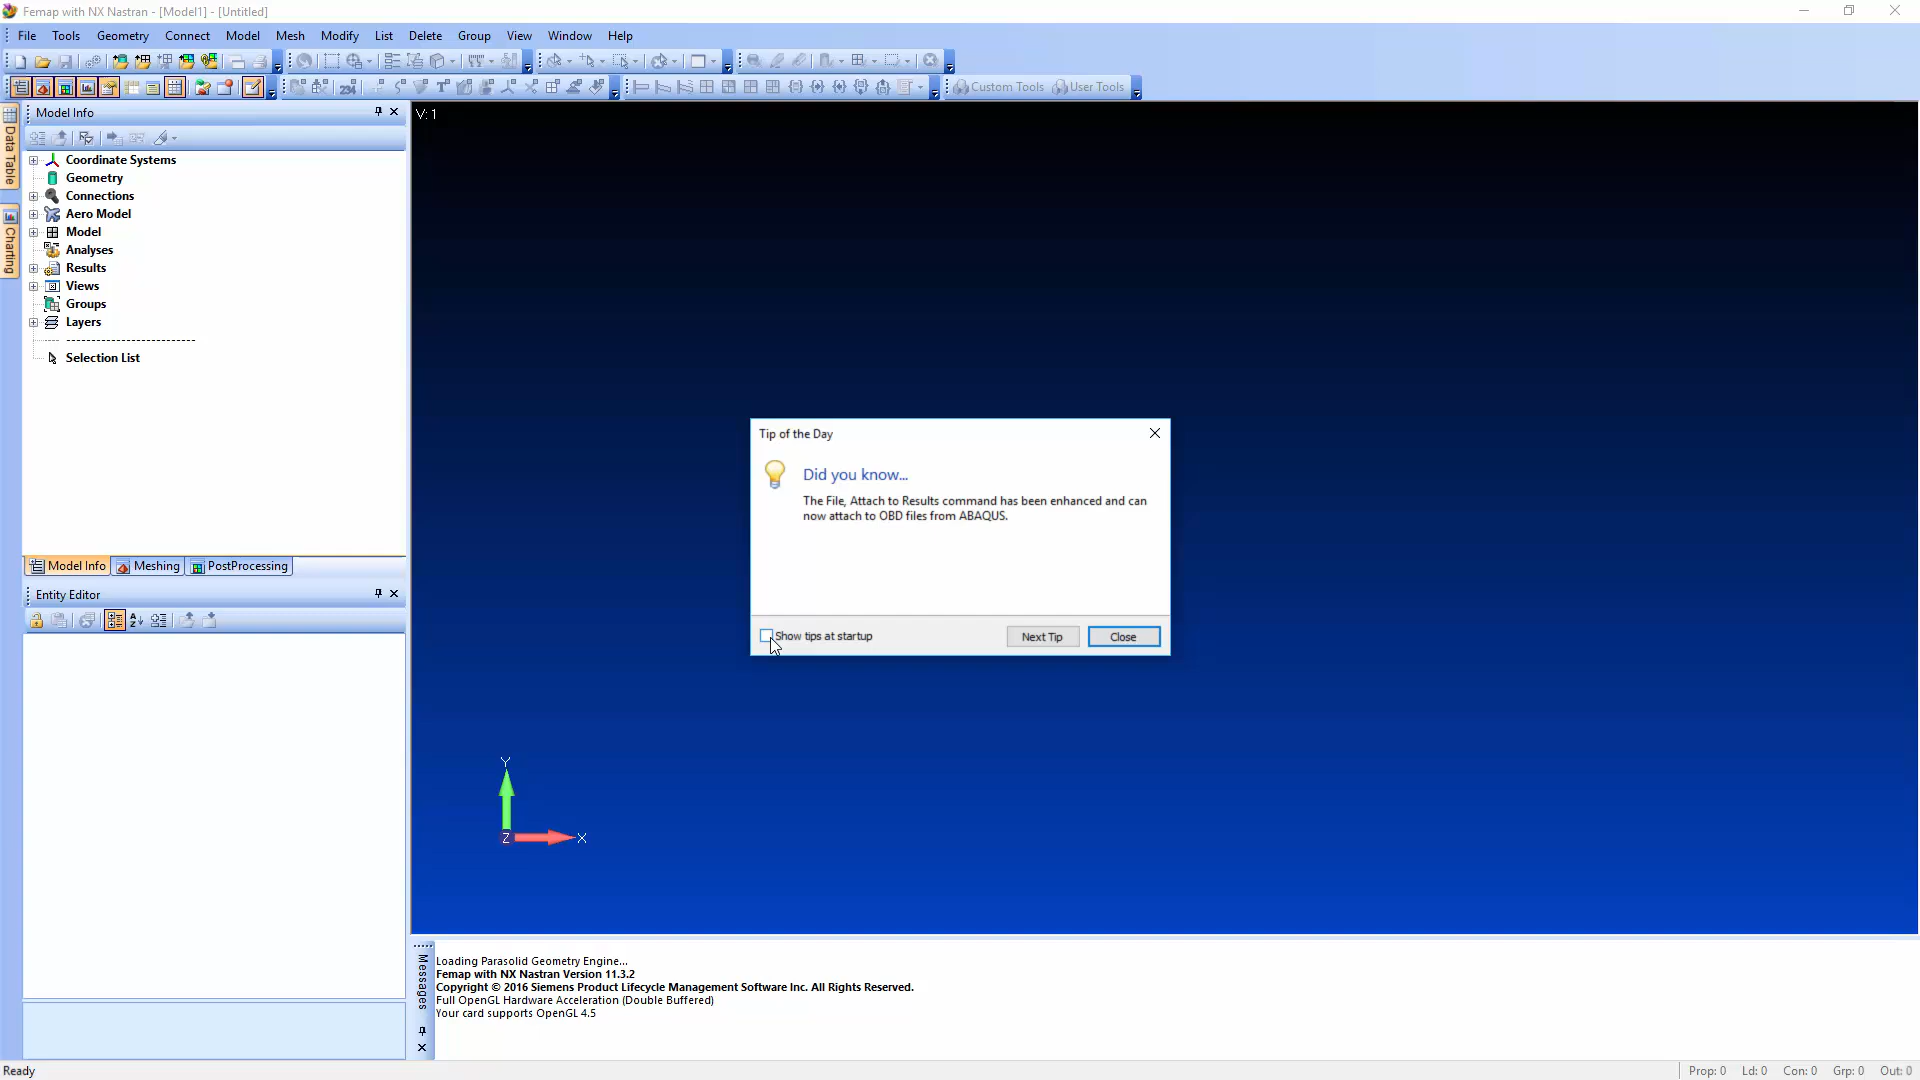 Femap with NX Nastran - [Model1] - [Untitled]
File Tools Geometry Connect Model Mesh Modify List Delete Group View Window Help
Custom Tools User Tools
Data Table
Charting
Model Info
Coordinate Systems
Geometry
Connections
Aero Model
Model
Analyses
Results
Views
Groups
Layers
Selection List
Model Info Meshing PostProcessing
Entity Editor
V: 1
Tip of the Day
Did you know...
The File, Attach to Results command has been enhanced and can
now attach to OBD files from ABAQUS.
Show tips at startup Next Tip Close
Y
Z X
Messages
Loading Parasolid Geometry Engine...
Femap with NX Nastran Version 11.3.2
Copyright © 2016 Siemens Product Lifecycle Management Software Inc. All Rights Reserved.
Full OpenGL Hardware Acceleration (Double Buffered)
Your card supports OpenGL 4.5
Ready Prop: 0 Ld: 0 Con: 0 Grp: 0 Out: 0